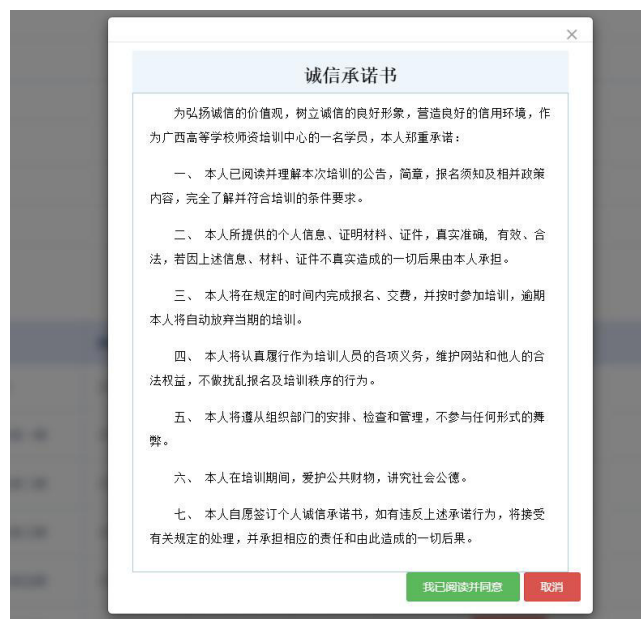 ×
诚信承诺书
为弘扬诚信的价值观，树立诚信的良好形象，营造良好的信用环境，作
为广西高等学校师资培训中心的一名学员，本人郑重承诺：
一、 本人已阅读并理解本次培训的公告，简章，报名须知及相并政策
内容，完全了解并符合培训的条件要求。
二、 本人所提供的个人信息、证明材料、证件，真实准确, 有效、合
法，若因上述信息、材料、证件不真实造成的一切后果由本人承担。
三、 本人将在规定的时间内完成报名、交费，并按时参加培训，逾期
本人将自动放弃当期的培训。
四、 本人将认真履行作为培训人员的各项义务，维护网站和他人的合
法权益，不做扰乱报名及培训秩序的行为。
五、 本人将遵从组织部门的安排、检查和管理，不参与任何形式的舞
弊。
六、 本人在培训期间，爱护公共财物，讲究社会公德。
七、 本人自愿签订个人诚信承诺书，如有违反上述承诺行为，将接受
有关规定的处理，并承担相应的责任和由此造成的一切后果。
我已阅读并同意 取消